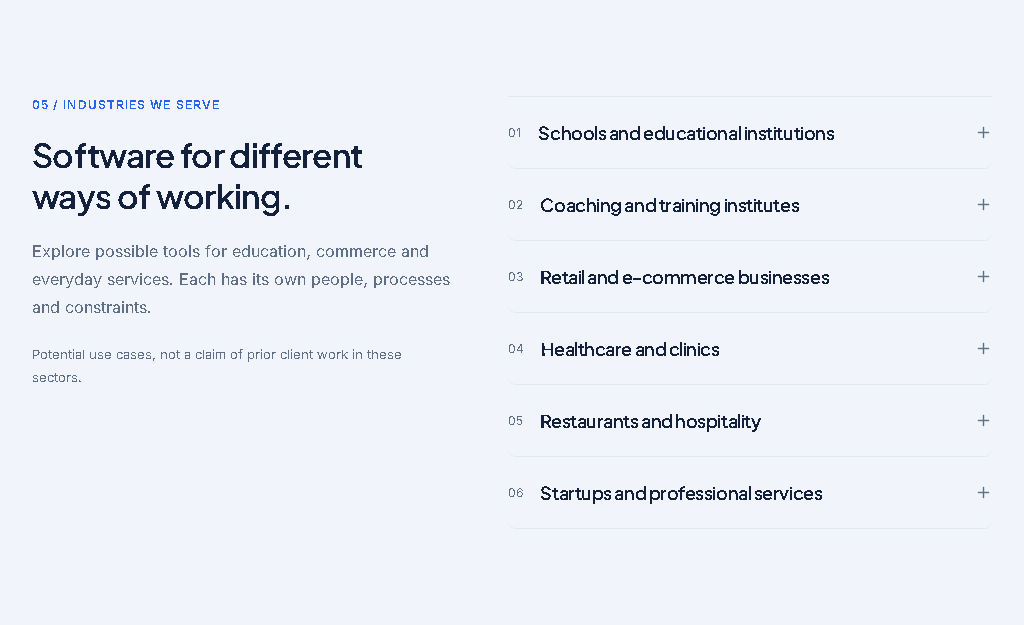 05 / INDUSTRIES WE SERVE
Software for different
ways of working.
Explore possible tools for education, commerce and
everyday services. Each has its own people, processes
and constraints.
Potential use cases, not a claim of prior client work in these
sectors.
01 Schools and educational institutions +
02 Coaching and training institutes +
03 Retail and e-commerce businesses +
04 Healthcare and clinics +
05 Restaurants and hospitality +
06 Startups and professional services +